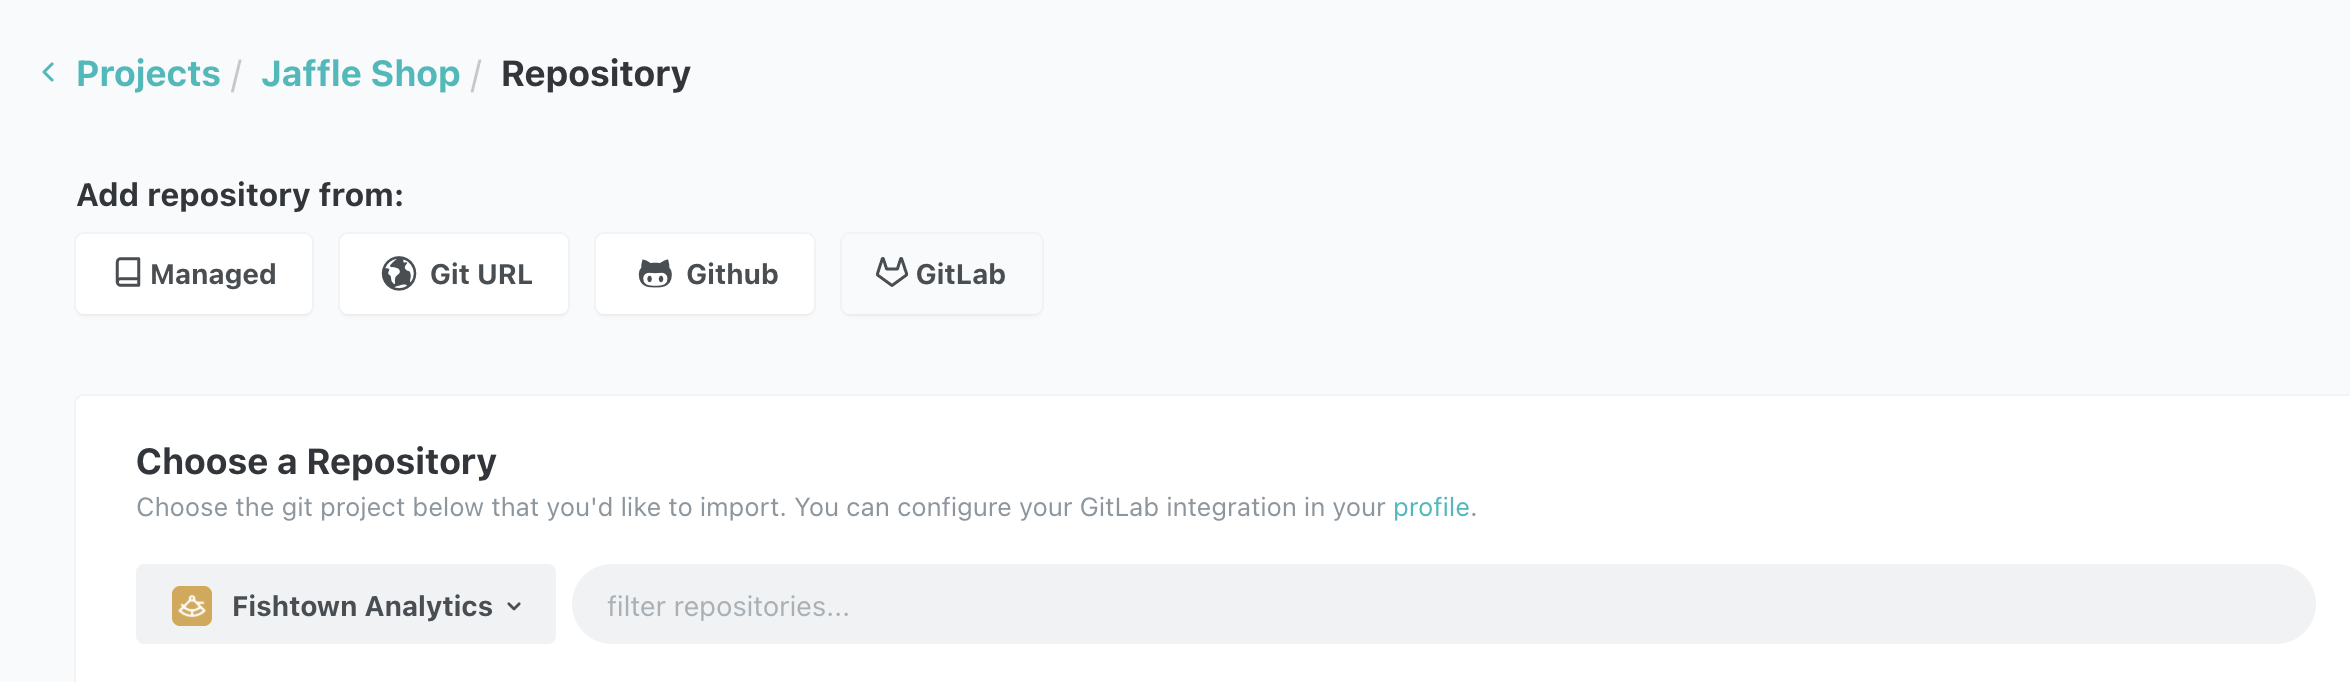 Projects / Jaffle Shop / Repository
Add repository from:
Managed Git URL Github GitLab
Choose a Repository
Choose the git project below that you'd like to import. You can configure your GitLab integration in your profile.
Fishtown Analytics filter repositories...